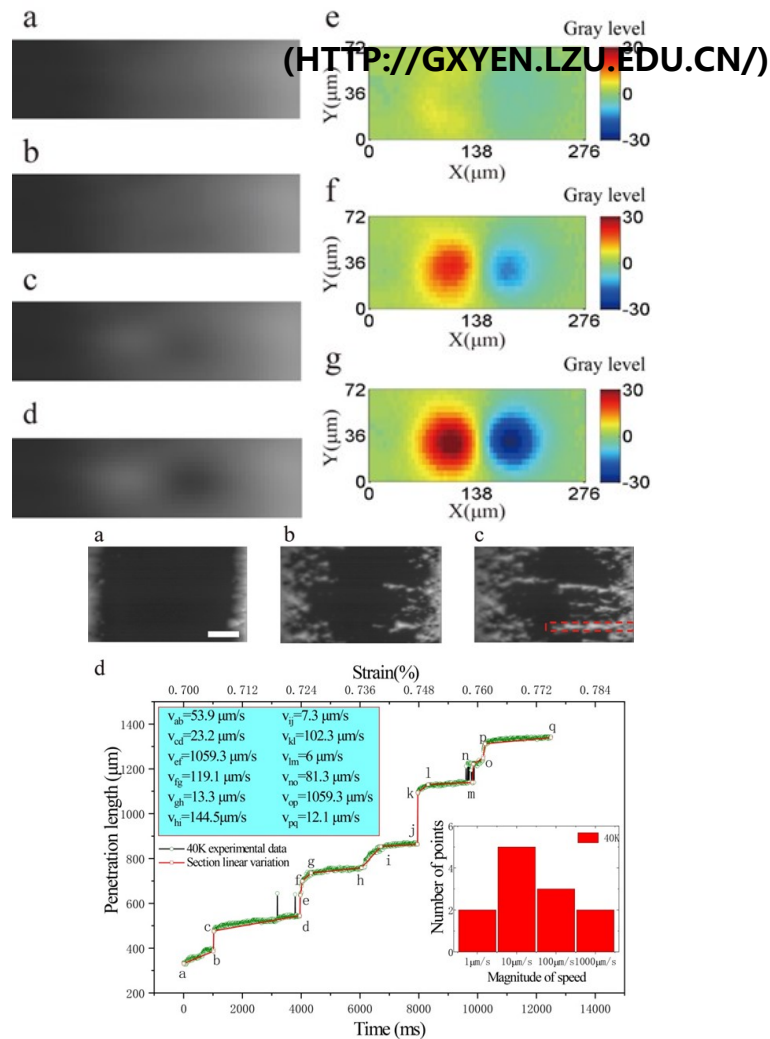 a
e
Gray level
(HTTP://GXYEN.LZU.EDU.CN/)
72
36
0
Y(μm)
0 138 276
X(μm)
30
0
-30
b
f
Gray level
72
36
0
Y(μm)
0 138 276
X(μm)
30
0
-30
c
g
Gray level
72
36
0
Y(μm)
0 138 276
X(μm)
30
0
-30
d
a b c
d
Strain(%)
0.700 0.712 0.724 0.736 0.748 0.760 0.772 0.784
1400
1200
1000
800
600
400
200
Penetration length (μm)
vab=53.9 μm/s vij=7.3 μm/s
vcd=23.2 μm/s vkl=102.3 μm/s
vef=1059.3 μm/s vlm=6 μm/s
vfg=119.1 μm/s vno=81.3 μm/s
vgh=13.3 μm/s vop=1059.3 μm/s
vhi=144.5μm/s vpq=12.1 μm/s
40K experimental data
Section linear variation
a b c d e f g h i j k l m n o p q
6
4
2
0
Number of points
40K
1μm/s 10μm/s 100μm/s 1000μm/s
Magnitude of speed
0 2000 4000 6000 8000 10000 12000 14000
Time (ms)